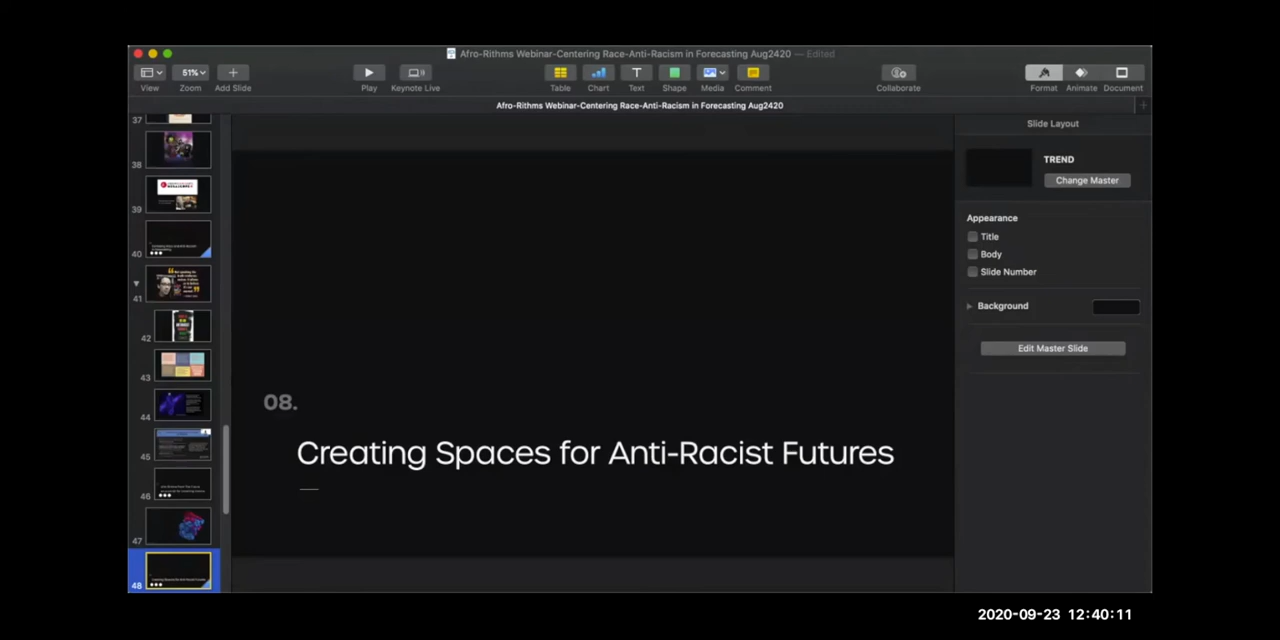 Afro-Rithms Webinar-Centering Race-Anti-Racism in Forecasting Aug2420 — Edited
51%
View
Zoom
Add Slide
Play
Keynote Live
Table
Chart
Text
Shape
Media
Comment
Collaborate
Format
Animate
Document
Afro-Rithms Webinar-Centering Race-Anti-Racism in Forecasting Aug2420
37
38
39
40
41
42
43
44
45
46
47
48
08.
Creating Spaces for Anti-Racist Futures
Slide Layout
TREND
Change Master
Appearance
Title
Body
Slide Number
Background
Edit Master Slide
2020-09-23 12:40:11